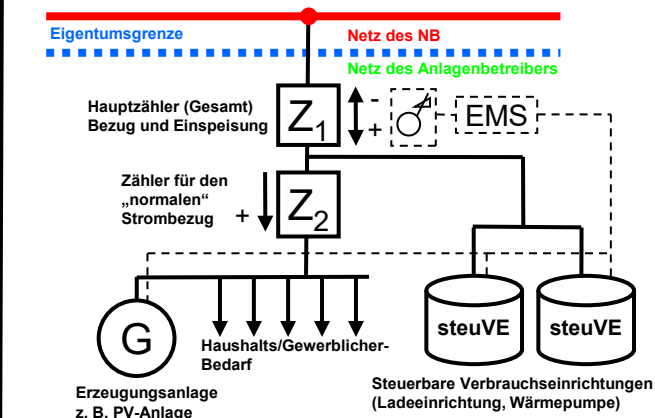 Eigentumsgrenze
Netz des NB
Netz des Anlagenbetreibers
Hauptzähler (Gesamt)
Bezug und Einspeisung
Z1
-
+
EMS
Zähler für den
„normalen“
Strombezug
+
Z2
G
Haushalts/Gewerblicher-
Bedarf
steuVE
steuVE
Erzeugungsanlage
z. B. PV-Anlage
Steuerbare Verbrauchseinrichtungen
(Ladeeinrichtung, Wärmepumpe)